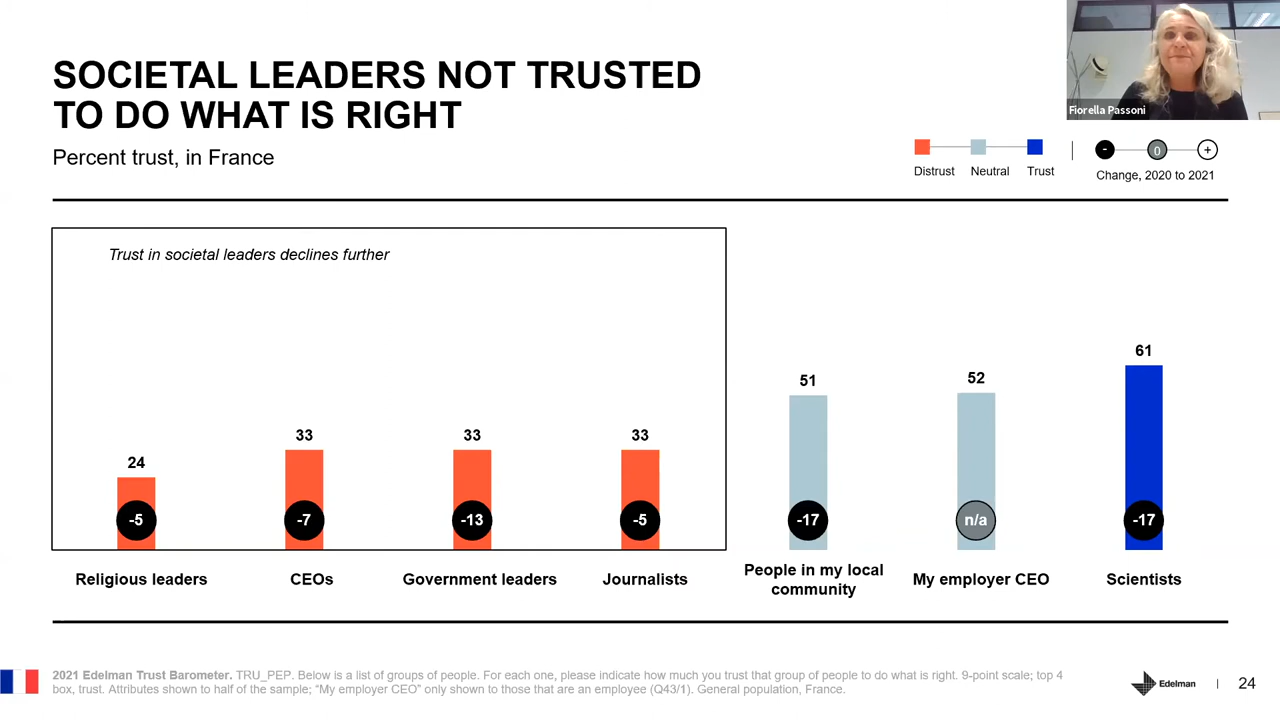 SOCIETAL LEADERS NOT TRUSTED
TO DO WHAT IS RIGHT
Percent trust, in France
Fiorella Passoni
Distrust Neutral Trust
- 0 +
Change, 2020 to 2021
Trust in societal leaders declines further
24
33
33
33
51
52
61
-5
-7
-13
-5
-17
n/a
-17
Religious leaders
CEOs
Government leaders
Journalists
People in my local
community
My employer CEO
Scientists
2021 Edelman Trust Barometer. TRU_PEP. Below is a list of groups of people. For each one, please indicate how much you trust that group of people to do what is right. 9-point scale; top 4
box, trust. Attributes shown to half of the sample; “My employer CEO” only shown to those that are an employee (Q43/1). General population, France.
Edelman
24